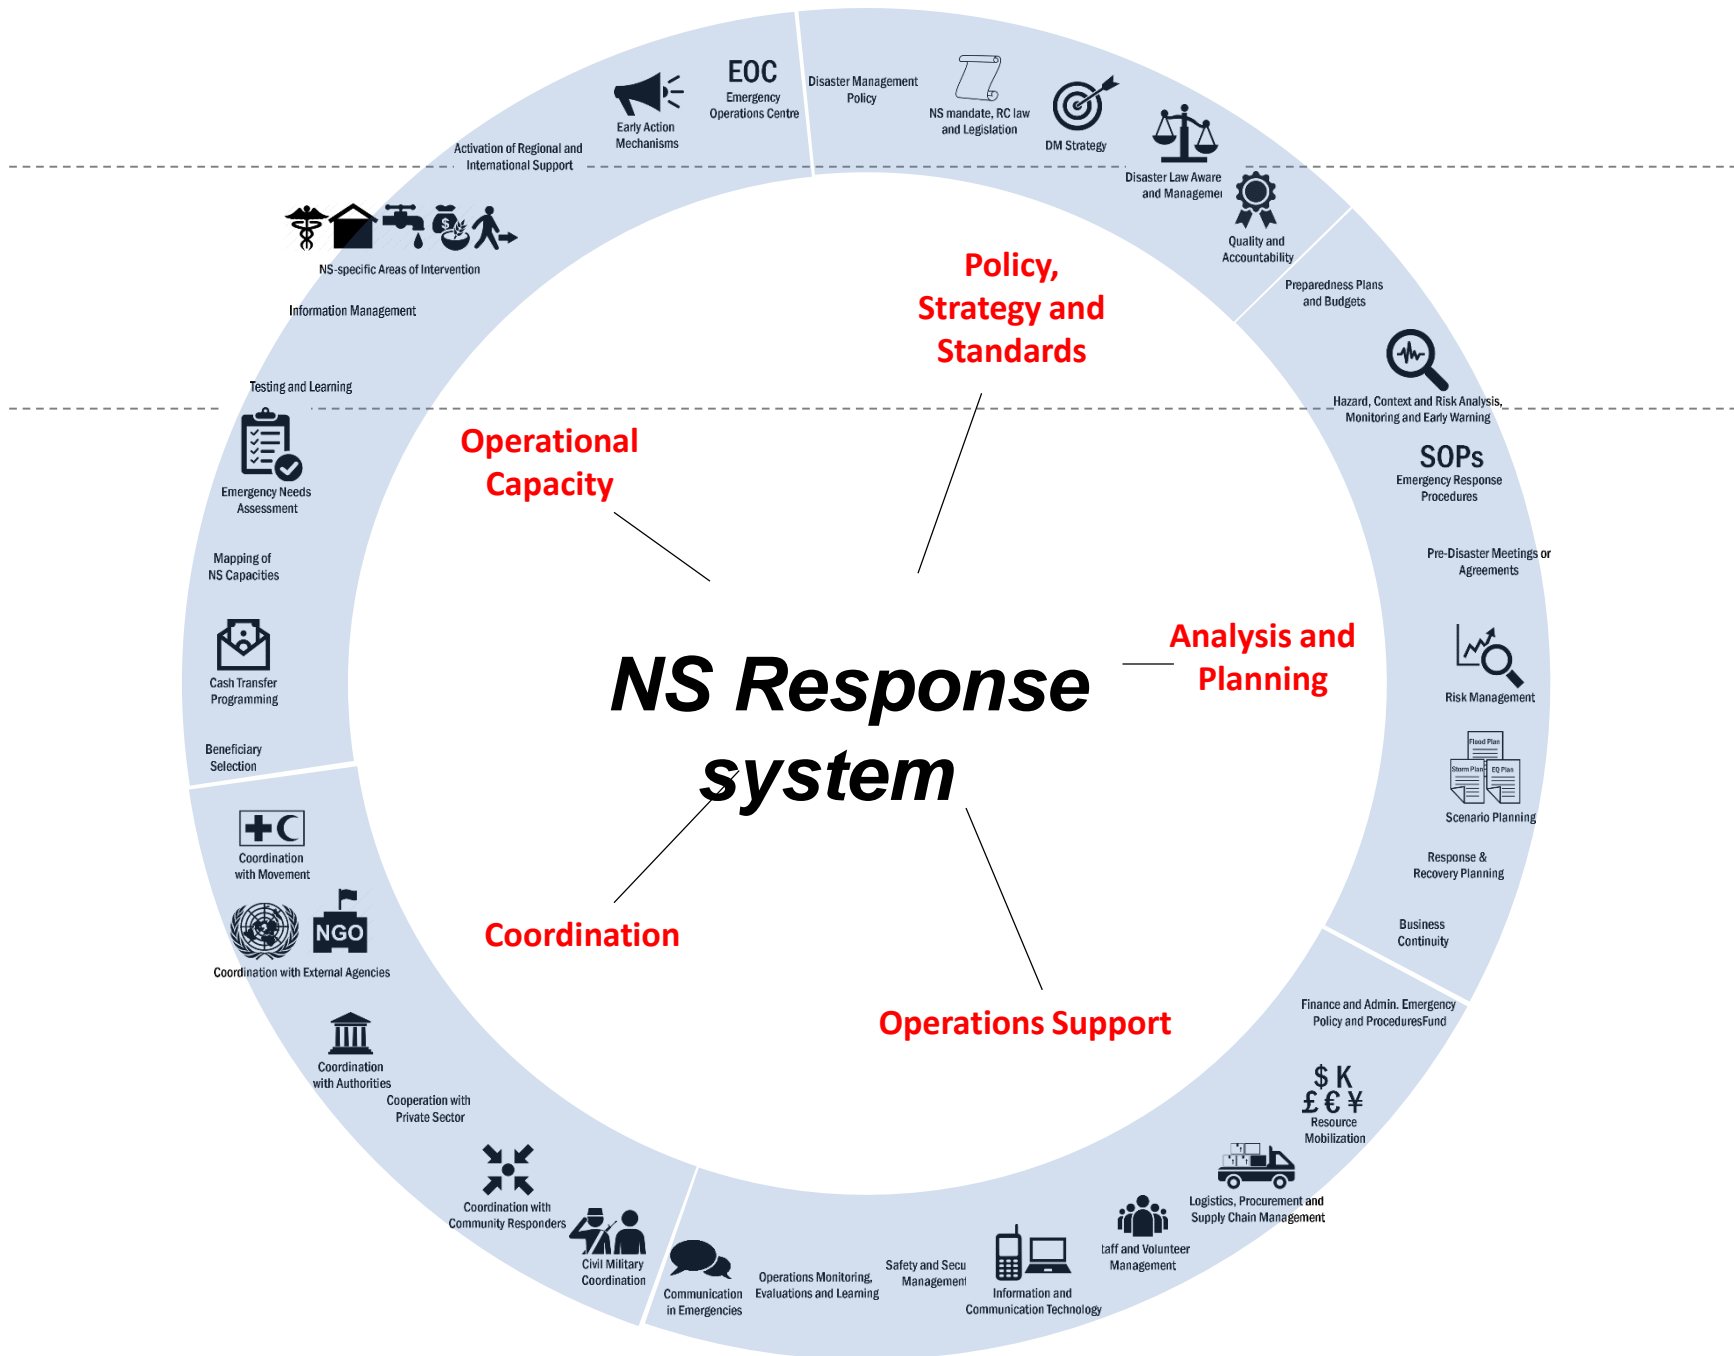 EOC
Emergency
Operations Centre
Early Action
Mechanisms
Activation of Regional and
International Support
NS-specific Areas of Intervention
$
Information Management
Testing and Learning
Emergency Needs
Assessment
Mapping of
NS Capacities
Cash Transfer
Programming
Beneficiary
Selection
Disaster Management
Policy
NS mandate, RC law
and Legislation
DM Strategy
Disaster Law Aware
and Managemen
Quality and
Accountability
Preparedness Plans
and Budgets
Hazard, Context and Risk Analysis,
Monitoring and Early Warning
SOPs
Emergency Response
Procedures
Pre-Disaster Meetings or
Agreements
Risk Management
Flood Plan
Storm Plan
EQ Plan
Scenario Planning
Response &
Recovery Planning
Business
Continuity
Finance and Admin. Emergency
Policy and ProceduresFund
$ K
£ € ¥
Resource
Mobilization
Logistics, Procurement and
Supply Chain Management
taff and Volunteer
Management
Information and
Communication Technology
Safety and Secu
Management
Operations Monitoring,
Evaluations and Learning
Communication
in Emergencies
Civil Military
Coordination
Coordination with
Community Responders
Cooperation with
Private Sector
Coordination
with Authorities
NGO
Coordination with External Agencies
Coordination
with Movement
Policy,
Strategy and
Standards
Operational
Capacity
Analysis and
Planning
NS Response
system
Coordination
Operations Support